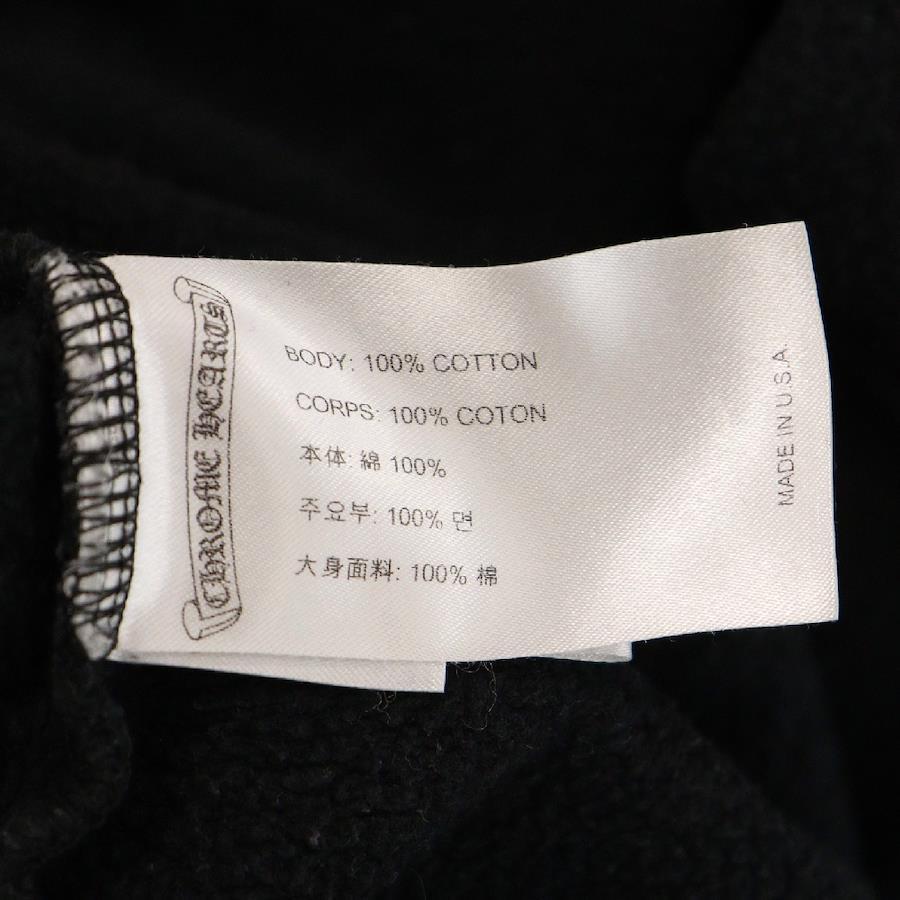 CHROME HEARTS
BODY: 100% COTTON
CORPS: 100% COTON
本体: 綿 100%
주요부: 100% 면
大身面料: 100% 棉
MADE IN U.S.A.